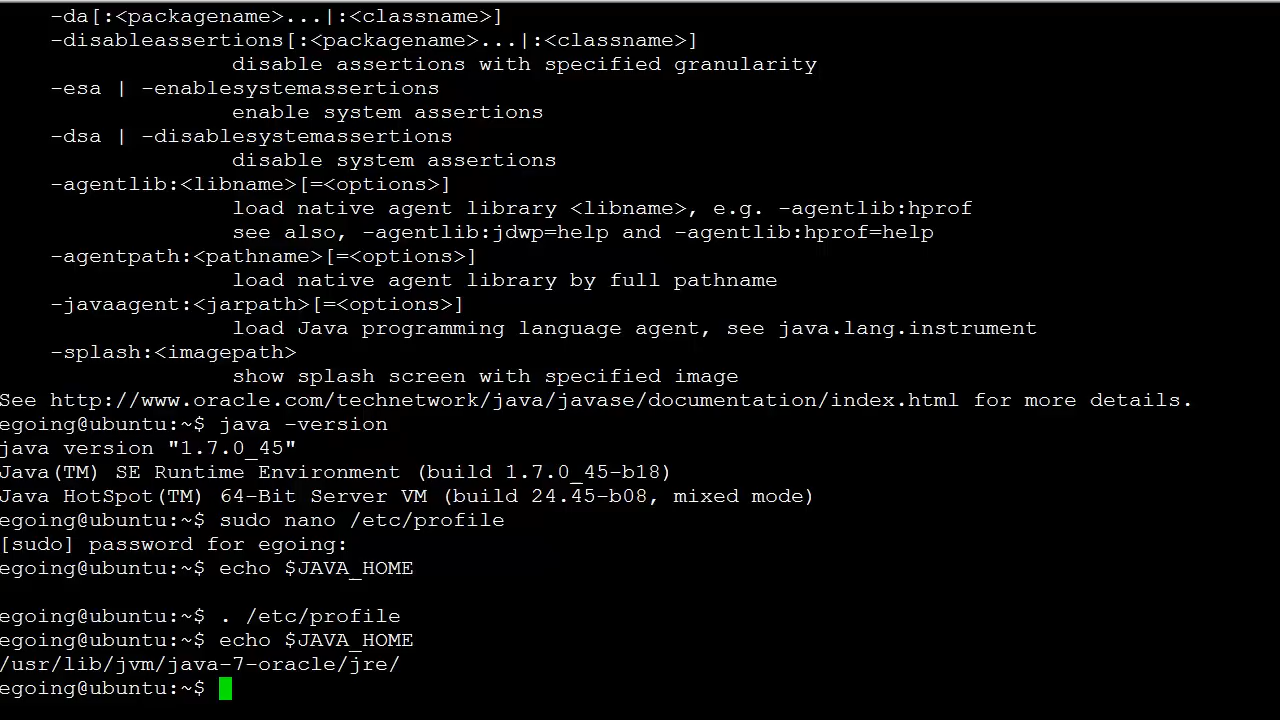 -da[:<packagename>...|:<classname>]
-disableassertions[:<packagename>...|:<classname>]
disable assertions with specified granularity
-esa | -enablesystemassertions
enable system assertions
-dsa | -disablesystemassertions
disable system assertions
-agentlib:<libname>[=<options>]
load native agent library <libname>, e.g. -agentlib:hprof
see also, -agentlib:jdwp=help and -agentlib:hprof=help
-agentpath:<pathname>[=<options>]
load native agent library by full pathname
-javaagent:<jarpath>[=<options>]
load Java programming language agent, see java.lang.instrument
-splash:<imagepath>
show splash screen with specified image
See http://www.oracle.com/technetwork/java/javase/documentation/index.html for more details.
egoing@ubuntu:~$ java -version
java version "1.7.0_45"
Java(TM) SE Runtime Environment (build 1.7.0_45-b18)
Java HotSpot(TM) 64-Bit Server VM (build 24.45-b08, mixed mode)
egoing@ubuntu:~$ sudo nano /etc/profile
[sudo] password for egoing:
egoing@ubuntu:~$ echo $JAVA_HOME
egoing@ubuntu:~$ . /etc/profile
egoing@ubuntu:~$ echo $JAVA_HOME
/usr/lib/jvm/java-7-oracle/jre/
egoing@ubuntu:~$